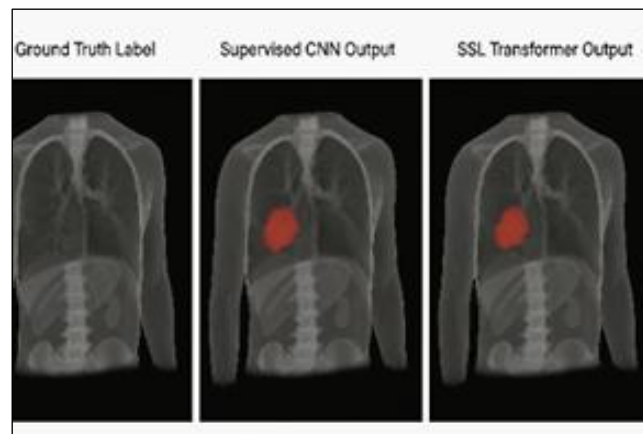 Ground Truth Label
Supervised CNN Output
SSL Transformer Output